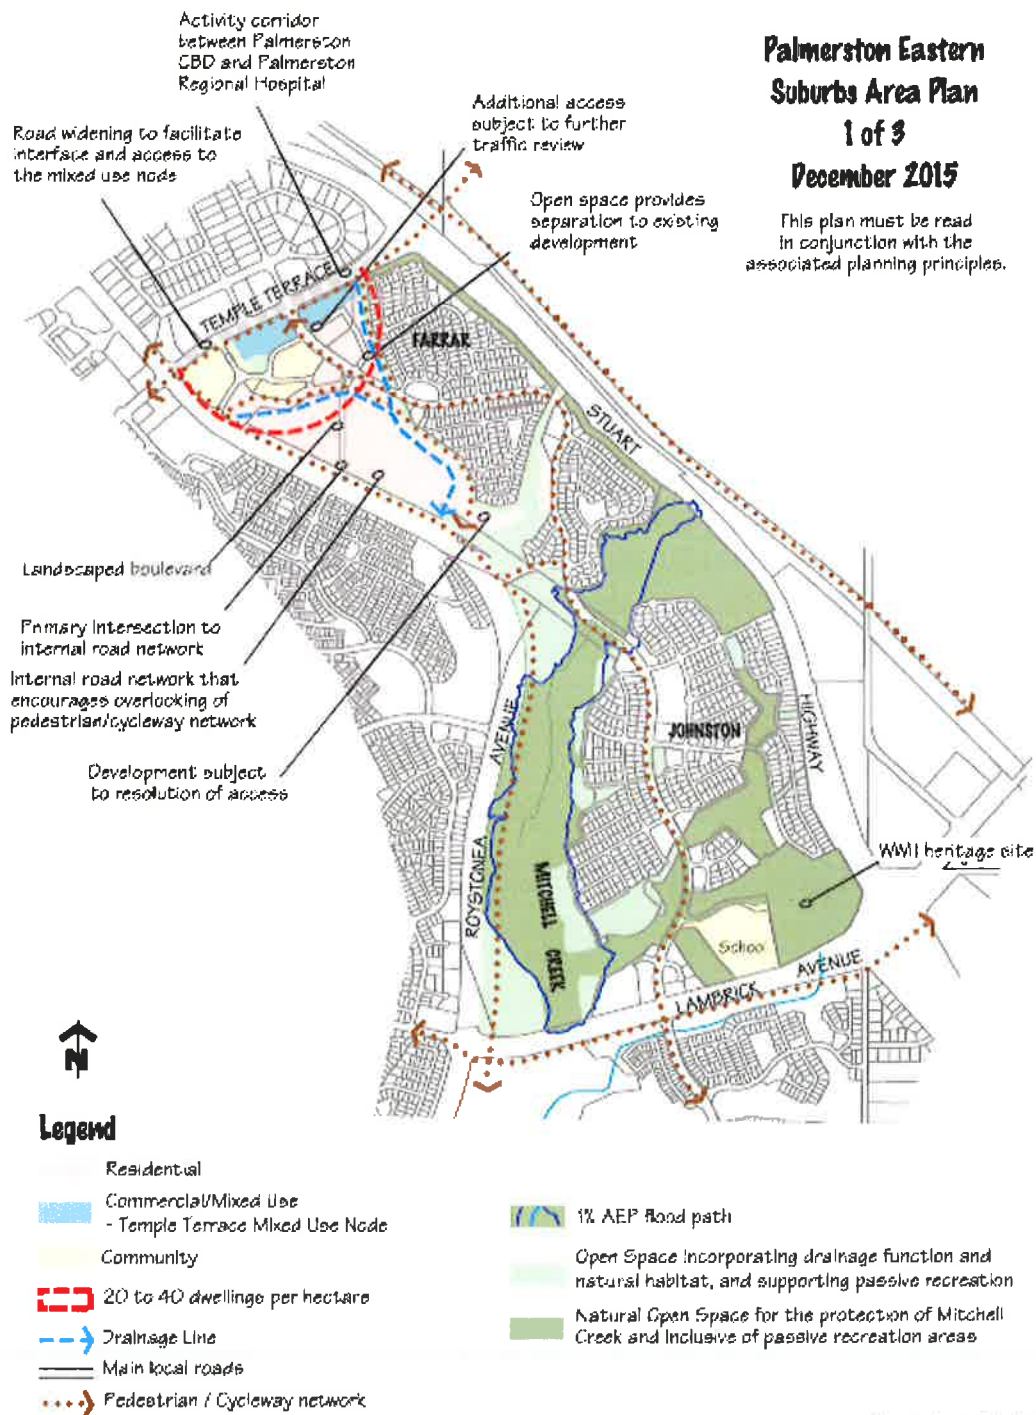 Palmerston Eastern
Suburbs Area Plan
1 of 3
December 2015
This plan must be read
in conjunction with the
associated planning principles.
Activity corridor
between Palmerston
CBD and Palmerston
Regional Hospital
Additional access
subject to further
traffic review
Road widening to facilitate
interface and access to
the mixed use node
Open space provides
separation to existing
development
TEMPLE TERRACE
FARRAR
STUART
HIGHWAY
Landscaped boulevard
Primary intersection to
internal road network
Internal road network that
encourages overlooking of
pedestrian/cycleway network
Development subject
to resolution of access
ROYSTONEA
AVENUE
JOHNSTON
MITCHELL
CREEK
WWII heritage site
School
LAMBRICK
AVENUE
N
Legend
Residential
Commercial/Mixed Use
- Temple Terrace Mixed Use Node
Community
20 to 40 dwellings per hectare
Drainage Line
Main local roads
Pedestrian / Cycleway network
1% AEP flood path
Open Space incorporating drainage function and
natural habitat, and supporting passive recreation
Natural Open Space for the protection of Mitchell
Creek and inclusive of passive recreation areas